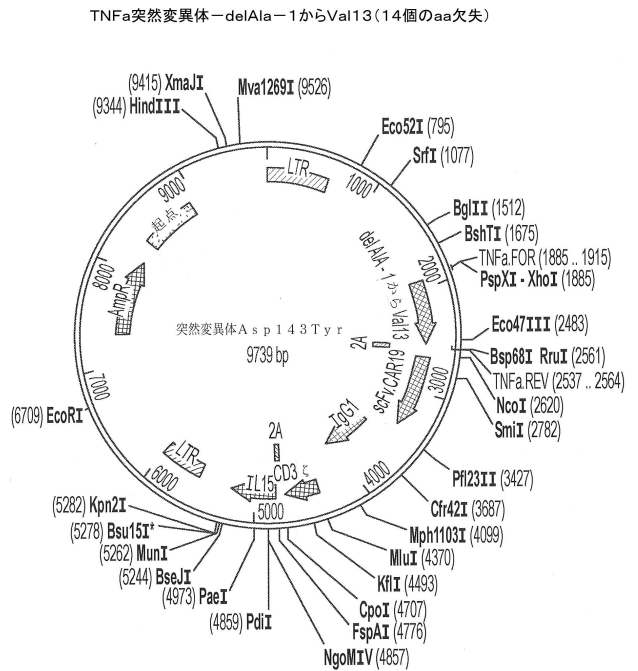 TNFa突然変異体－delAla－1からVal13（14個のaa欠失）
(9415) XmaJI
(9344) HindIII
Mva1269I (9526)
Eco52I (795)
SrfI (1077)
BglII (1512)
BshTI (1675)
TNFa.FOR (1885 .. 1915)
PspXI - XhoI (1885)
Eco47III (2483)
Bsp68I RruI (2561)
TNFa.REV (2537 .. 2564)
NcoI (2620)
SmiI (2782)
Pfl23II (3427)
Cfr42I (3687)
Mph1103I (4099)
MluI (4370)
KflI (4493)
CpoI (4707)
FspAI (4776)
NgoMIV (4857)
(4859) PdiI
(4973) PaeI
(5244) BseJI
(5262) MunI
(5278) Bsu15I*
(5282) Kpn2I
(6709) EcoRI
LTR
1000
2000
3000
4000
5000
6000
7000
8000
9000
delAlA－1からVal13
2A
scFv.CAR19
IgG1
CD3 ζ
2A
IL15
LTR
AmpR
起点
突然変異体Asp143Tyr
9739 bp